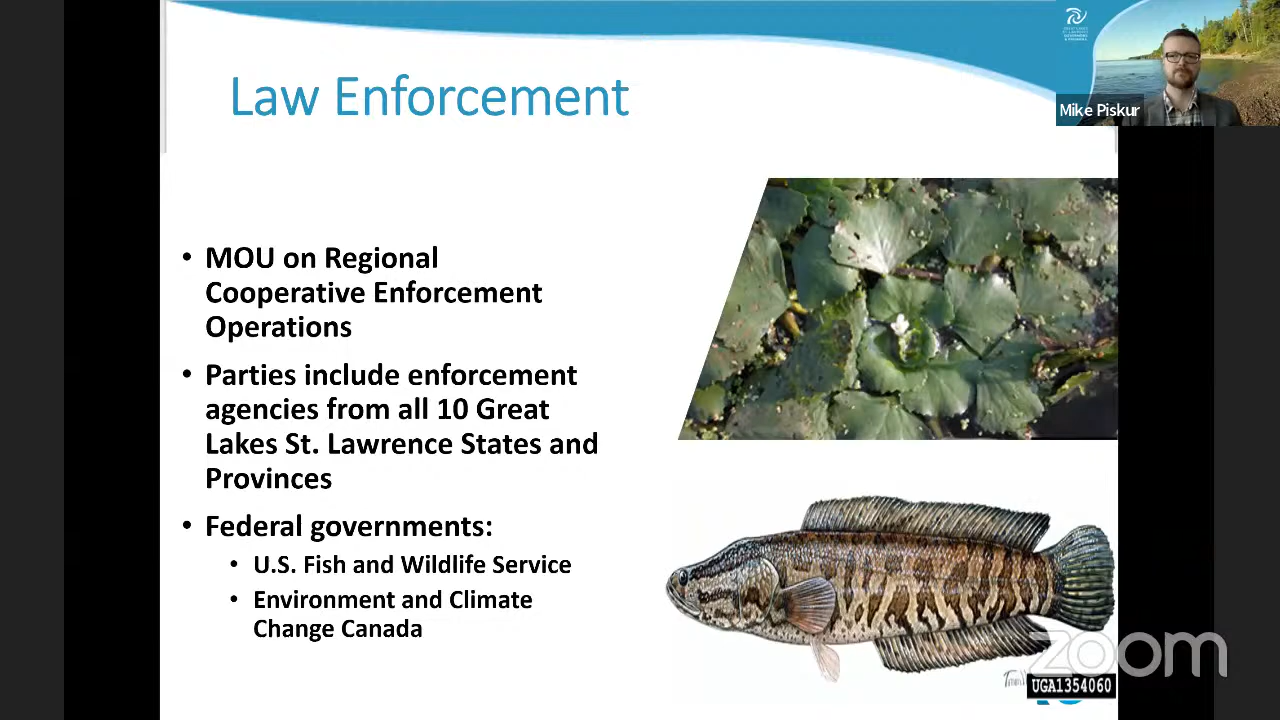 Law Enforcement
Mike Piskur
• MOU on Regional
Cooperative Enforcement
Operations
• Parties include enforcement
agencies from all 10 Great
Lakes St. Lawrence States and
Provinces
• Federal governments:
• U.S. Fish and Wildlife Service
• Environment and Climate
Change Canada
zoom
UGA1354060